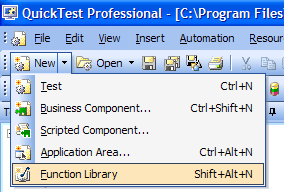 QuickTest Professional - [C:\Program Files
File Edit View Insert Automation Resour
New Open
Test Ctrl+N
Business Component... Ctrl+Shift+N
Scripted Component...
Application Area... Ctrl+Alt+N
Function Library Shift+Alt+N